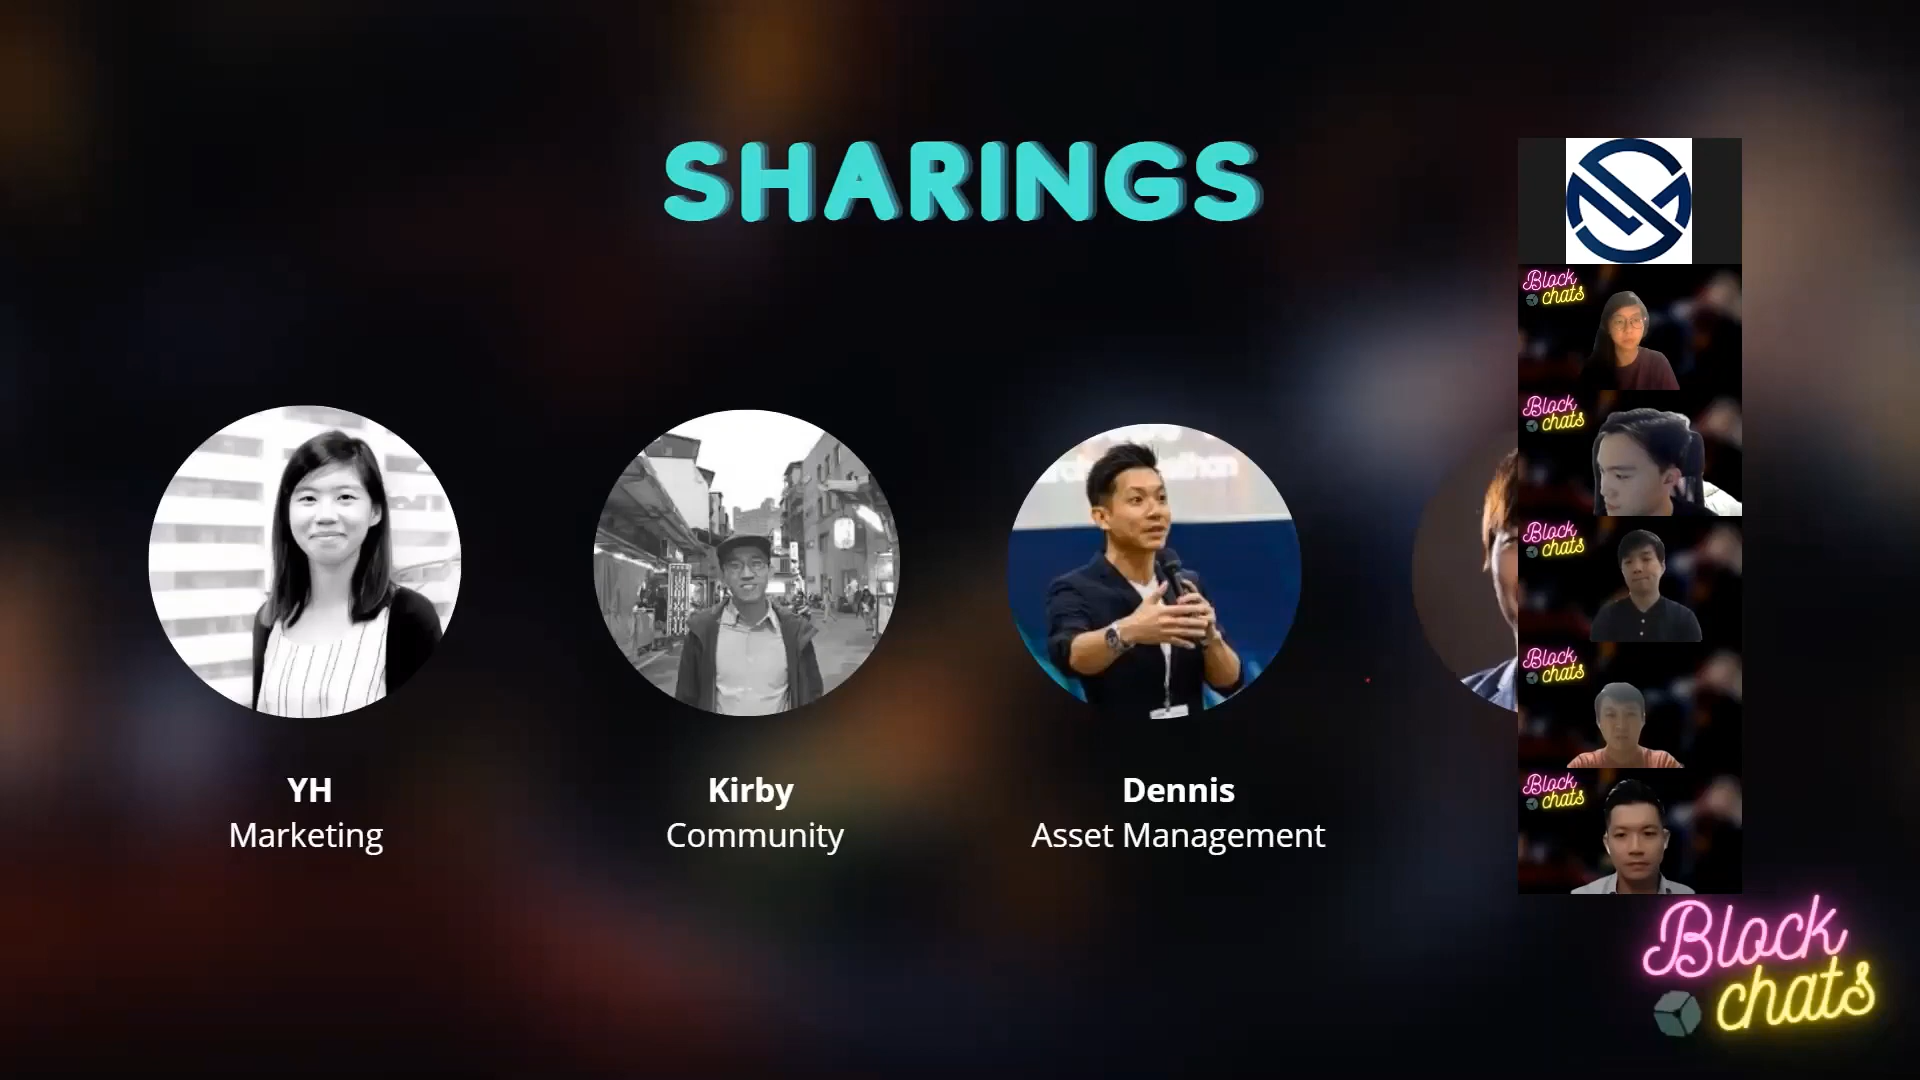 SHARINGS
YH
Marketing
Kirby
Community
Dennis
Asset Management
Block
chats
Block
chats
Block
chats
Block
chats
Block
chats
Block
chats